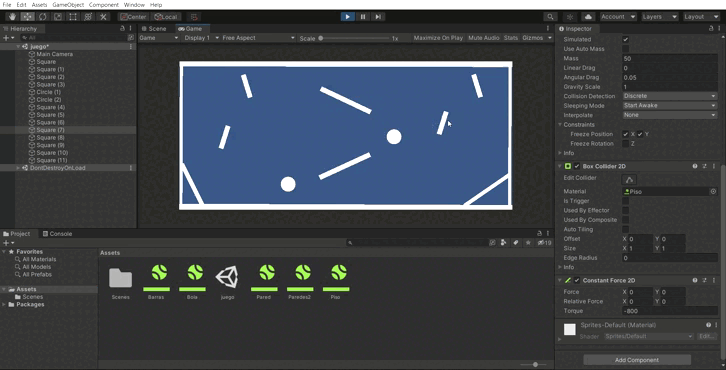 File Edit Assets GameObject Component Window Help
Center Local
Account Layers Layout
Hierarchy
All
juego*
Main Camera
Square
Square (1)
Square (2)
Square (3)
Circle (1)
Circle (2)
Square (4)
Square (5)
Square (6)
Square (7)
Square (8)
Square (9)
Square (10)
Square (11)
DontDestroyOnLoad
Scene Game
Game Display 1 Free Aspect Scale 1x Maximize On Play Mute Audio Stats Gizmos
Project Console
Favorites
All Materials
All Models
All Prefabs
Assets
Scenes
Packages
Assets
Scenes Barras Bola juego Pared Paredes2 Piso
Inspector
Simulated
Use Auto Mass
Mass 50
Linear Drag 0
Angular Drag 0.05
Gravity Scale 1
Collision Detection Discrete
Sleeping Mode Start Awake
Interpolate None
Constraints
Freeze Position X Y
Freeze Rotation Z
Info
Box Collider 2D
Edit Collider
Material Piso
Is Trigger
Used By Effector
Used By Composite
Auto Tiling
Offset X 0 Y 0
Size X 1 Y 1
Edge Radius 0
Info
Constant Force 2D
Force X 0 Y 0
Relative Force X 0 Y 0
Torque -800
Sprites-Default (Material)
Shader Sprites/Default Edit...
Add Component